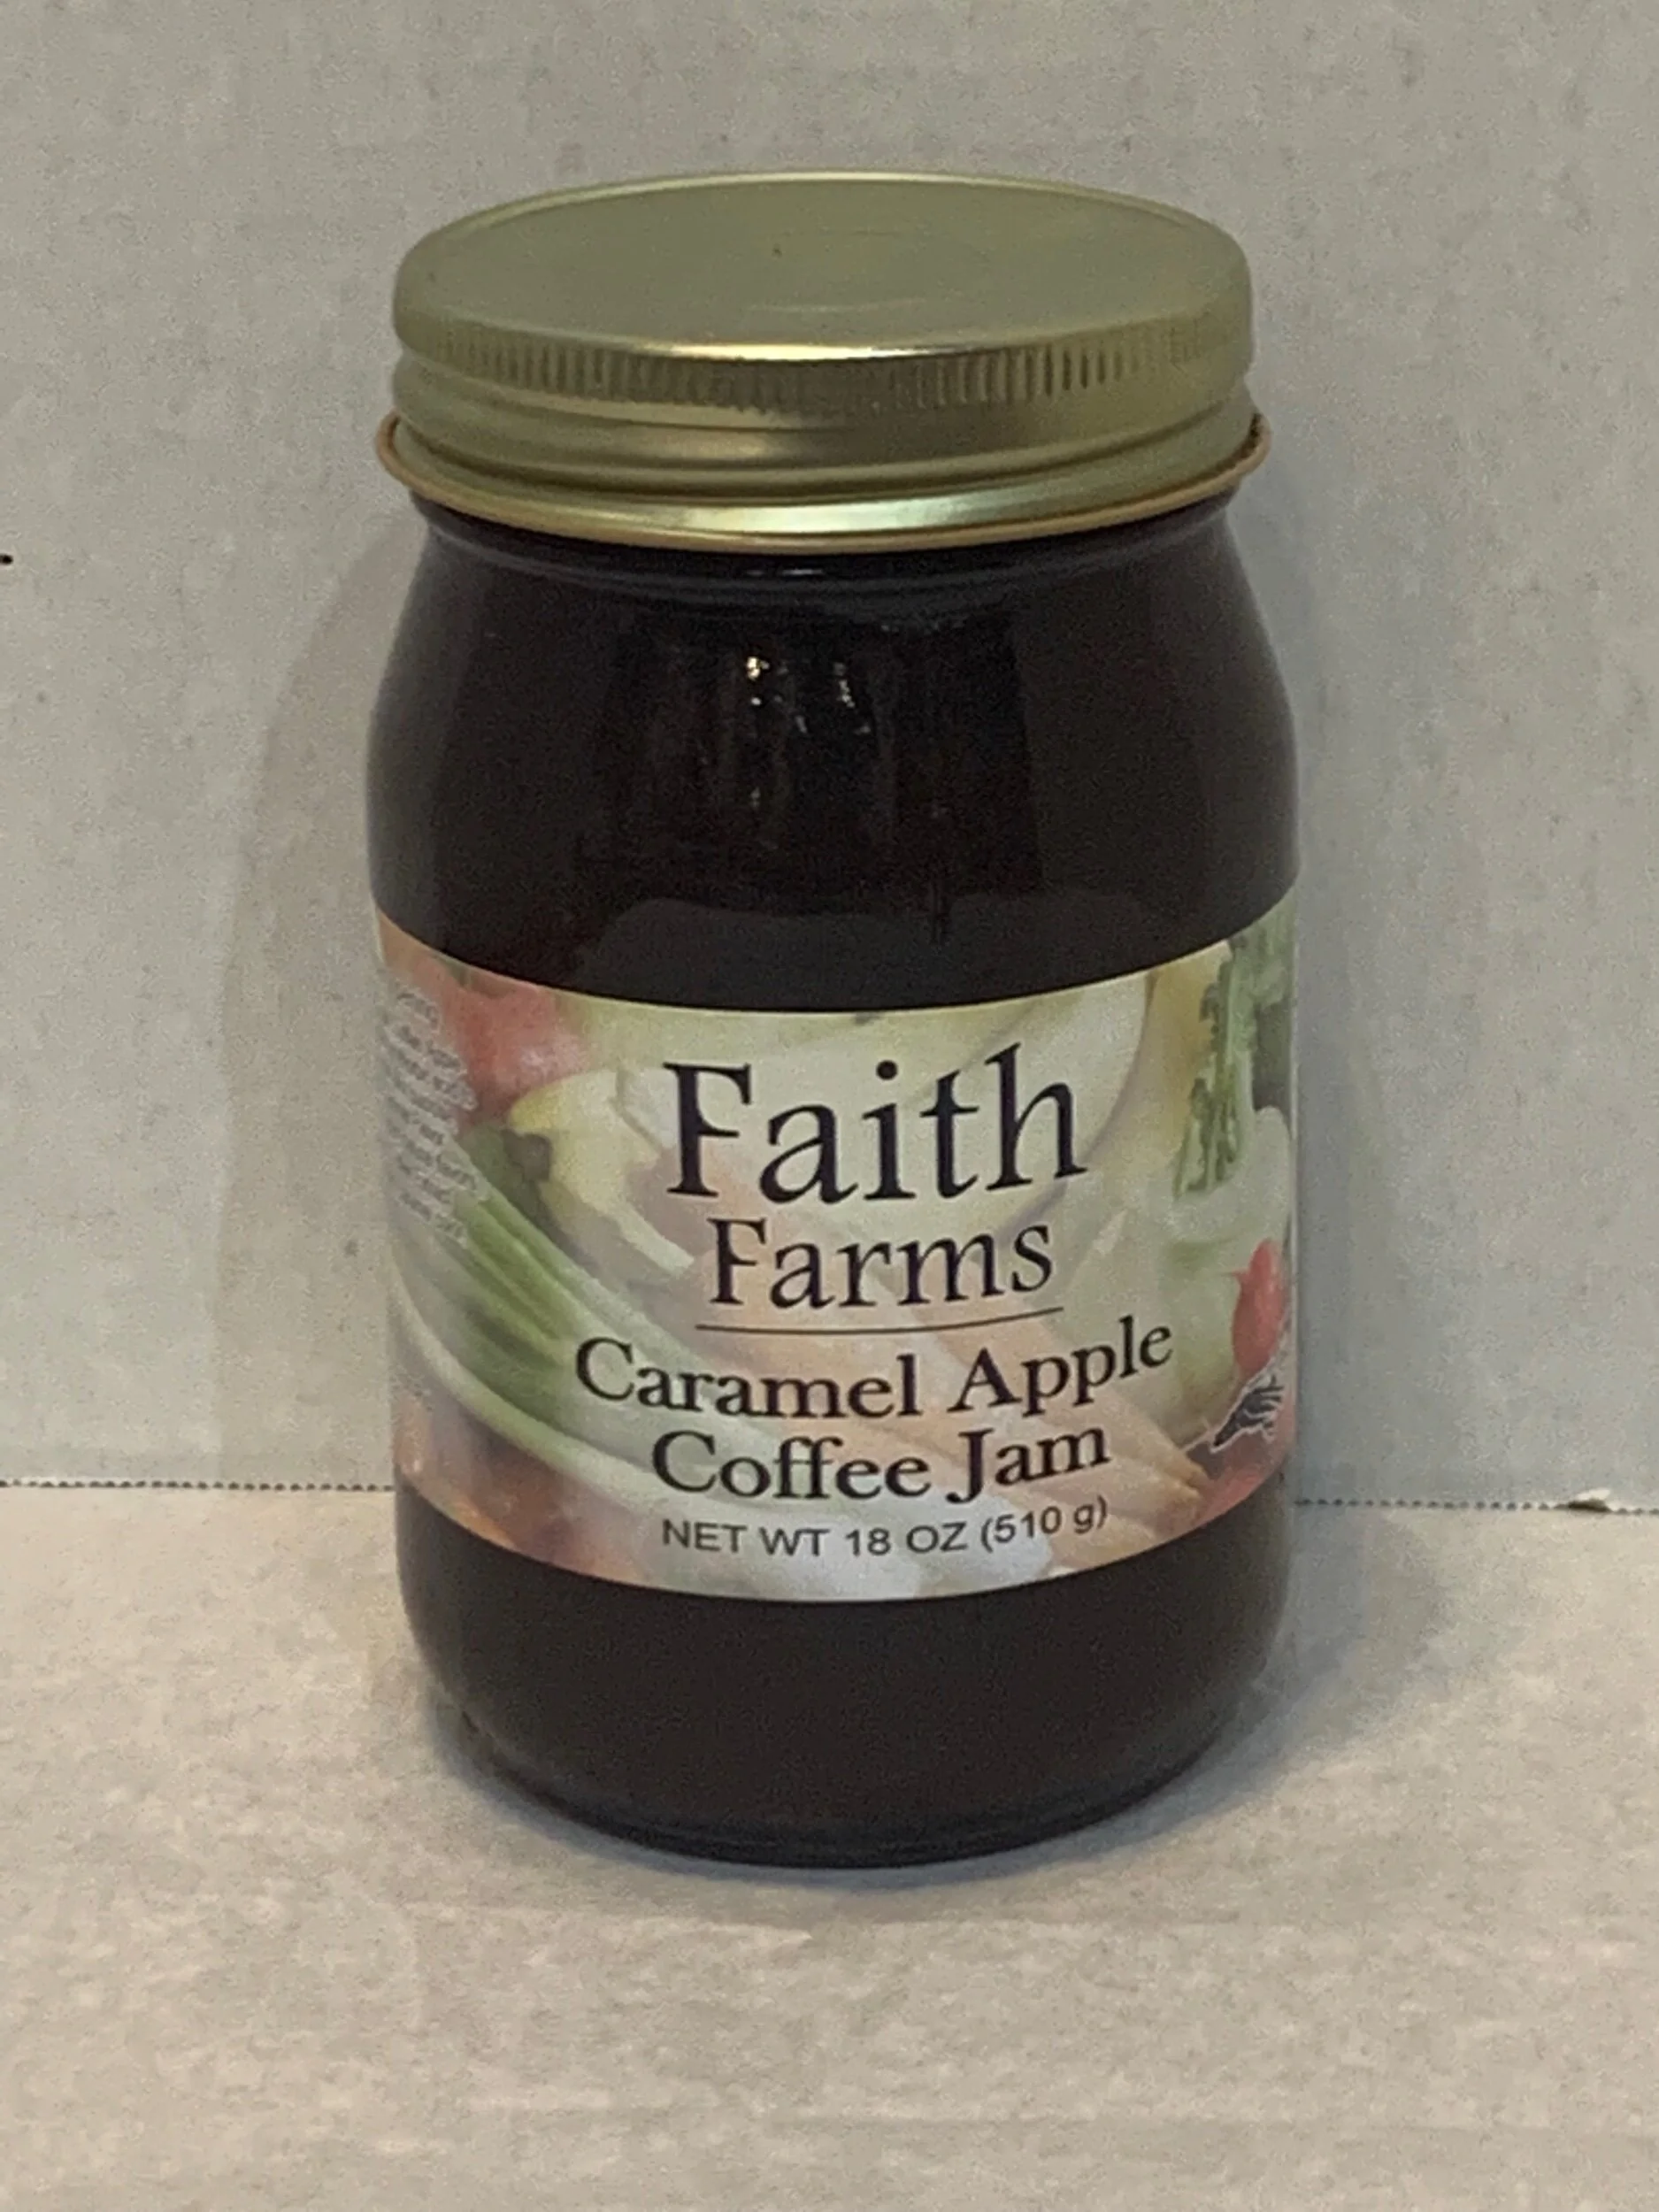 Faith
Farms
Caramel Apple
Coffee Jam
NET WT 18 OZ (510 g)